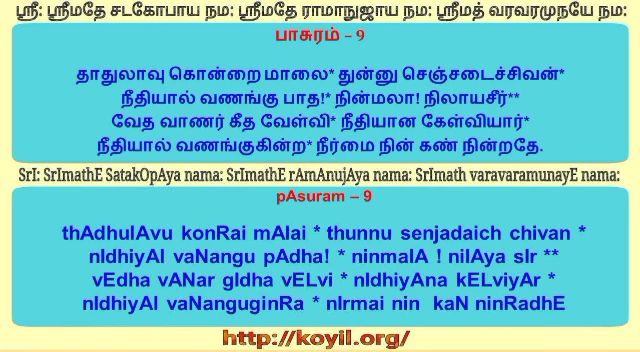 ஸ்ரீ: ஸ்ரீமதே சடகோபாய நம: ஸ்ரீமதே ராமாநுஜாய நம: ஸ்ரீமத் வரவரமுநயே நம:
பாசுரம் – 9
தாதுலாவு கொன்றை மாலை* துன்னு செஞ்சடைச்சிவன்*
நீதியால் வணங்கு பாத!* நின்மலா! நிலாயசீர்**
வேத வாணர் கீத வேள்வி* நீதியான கேள்வியார்*
நீதியால் வணங்குகின்ற* நீர்மை நின் கண் நின்றதே.
SrI: SrImathE SatakOpAya nama: SrImathE rAmAnujAya nama: SrImath varavaramunayE nama:
pAsuram – 9
thAdhulAvu konRai mAlai * thunnu senjadaich chivan *
nIdhiyAl vaNangu pAdha! * ninmalA ! nilAya sIr **
vEdha vANar gIdha vELvi * nIdhiyAna kELviyAr *
nIdhiyAl vaNanguginRa * nIrmai nin kaN ninRadhE
http://koyil.org/